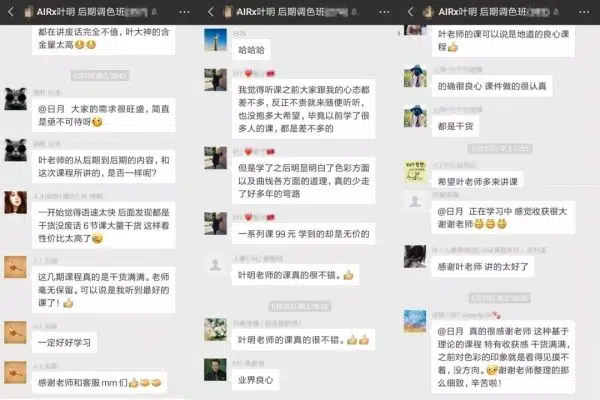 AIRx叶明 后期调色班
都在讲废话完全不值，叶大神的含
金量太高
@日月 大家的需求很旺盛，简直
是亟不可待呀
叶老师的从后期到后期的内容，和
这次课程所讲的，是否一样呢？
一开始觉得语速太快 后面发现都是
干货没废话 6 节课大量干货 这样看
性价比太高了
这几期课程真的是干货满满。老师
毫无保留。可以说是我听到最好的
课了！
一定好好学习
感谢老师和客服 mm 们
AIRx叶明 后期调色班
日月
哈哈哈
我觉得听课之前大家跟我的心态都
差不多，反正不贵就来随便听听，
也没抱多大希望，毕竟以前学了很
多人的课，都是差不多的
但是学了之后明显明白了色彩方面
以及曲线各方面的道理，真的少走
了好多年的弯路
一系列课 99 元 学到的却是无价的
叶明老师的课真的很不错。
叶明老师的课真的很不错。
业界良心
AIRx叶明 后期调色班
叶老师的课可以说是地道的良心课
程
的确很良心 课件做的很认真
都是干货
希望叶老师多来讲课
@日月 正在学习中 感觉收获很大
谢谢老师
感谢叶老师 讲的太好了
@日月 真的很感谢老师 这种基于
理论的课程 特有收获感 干货满满，
之前对色彩的印象就是看得见摸不
着，没方向。谢谢老师整理的那
么细致，辛苦啦！